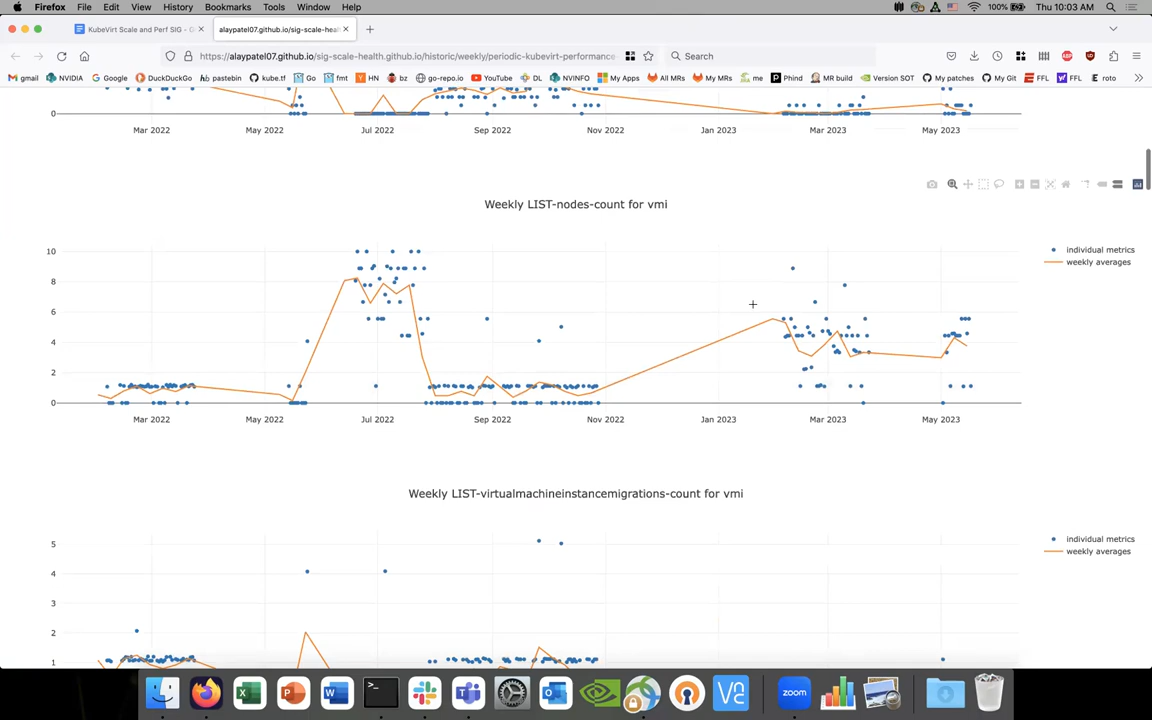 Firefox File Edit View History Bookmarks Tools Window Help 100% Thu 10:03 AM
KubeVirt Scale and Perf SIG - G
alaypatel07.github.io/sig-scale-heal
https://alaypatel07.github.io/sig-scale-health.github.io/historic/weekly/periodic-kubevirt-performance- Search
gmail NVIDIA Google DuckDuckGo pastebin kube.tf Go fmt HN bz go-repo.io YouTube DL NVINFO My Apps All MRs My MRs me Phind MR build Version SOT My patches My Git FFL FFL eroto
0
Mar 2022 May 2022 Jul 2022 Sep 2022 Nov 2022 Jan 2023 Mar 2023 May 2023
Weekly LIST-nodes-count for vmi
10
8
6
4
2
0
individual metrics
weekly averages
Mar 2022 May 2022 Jul 2022 Sep 2022 Nov 2022 Jan 2023 Mar 2023 May 2023
Weekly LIST-virtualmachineinstancemigrations-count for vmi
5
4
3
2
1
individual metrics
weekly averages
zoom